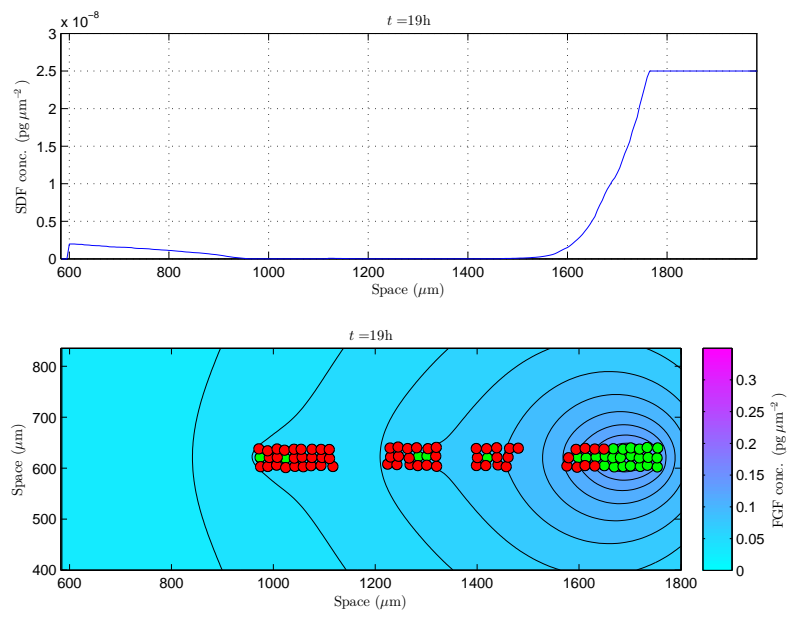 x 10⁻⁸
t =19h
3
2.5
2
1.5
1
0.5
0
SDF conc. (pg μm⁻²)
600 800 1000 1200 1400 1600 1800
Space (μm)
t =19h
800
700
600
500
400
Space (μm)
600 800 1000 1200 1400 1600 1800
Space (μm)
0.3
0.25
0.2
0.15
0.1
0.05
0
FGF conc. (pg μm⁻²)